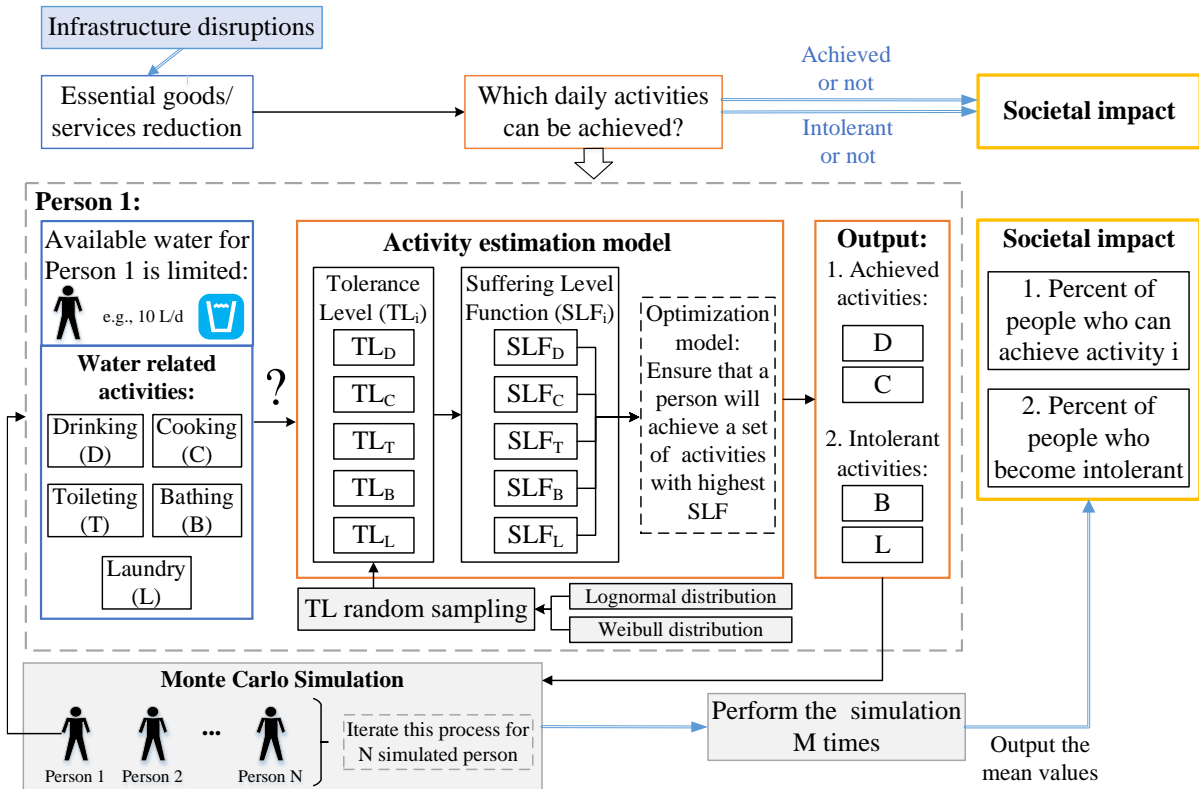 Infrastructure disruptions
Essential goods/
services reduction
Which daily activities
can be achieved?
Achieved
or not
Intolerant
or not
Societal impact
Person 1:
Available water for
Person 1 is limited:
e.g., 10 L/d
Water related
activities:
Drinking
(D)
Cooking
(C)
Toileting
(T)
Bathing
(B)
Laundry
(L)
?
Activity estimation model
Tolerance
Level (TLi)
TLD
TLC
TLT
TLB
TLL
Suffering Level
Function (SLFi)
SLFD
SLFC
SLFT
SLFB
SLFL
Optimization
model:
Ensure that a
person will
achieve a set
of activities
with highest
SLF
TL random sampling
Lognormal distribution
Weibull distribution
Output:
1. Achieved
activities:
D
C
2. Intolerant
activities:
B
L
Societal impact
1. Percent of
people who can
achieve activity i
2. Percent of
people who
become intolerant
Monte Carlo Simulation
Person 1
Person 2
...
Person N
Iterate this process for
N simulated person
Perform the simulation
M times
Output the
mean values